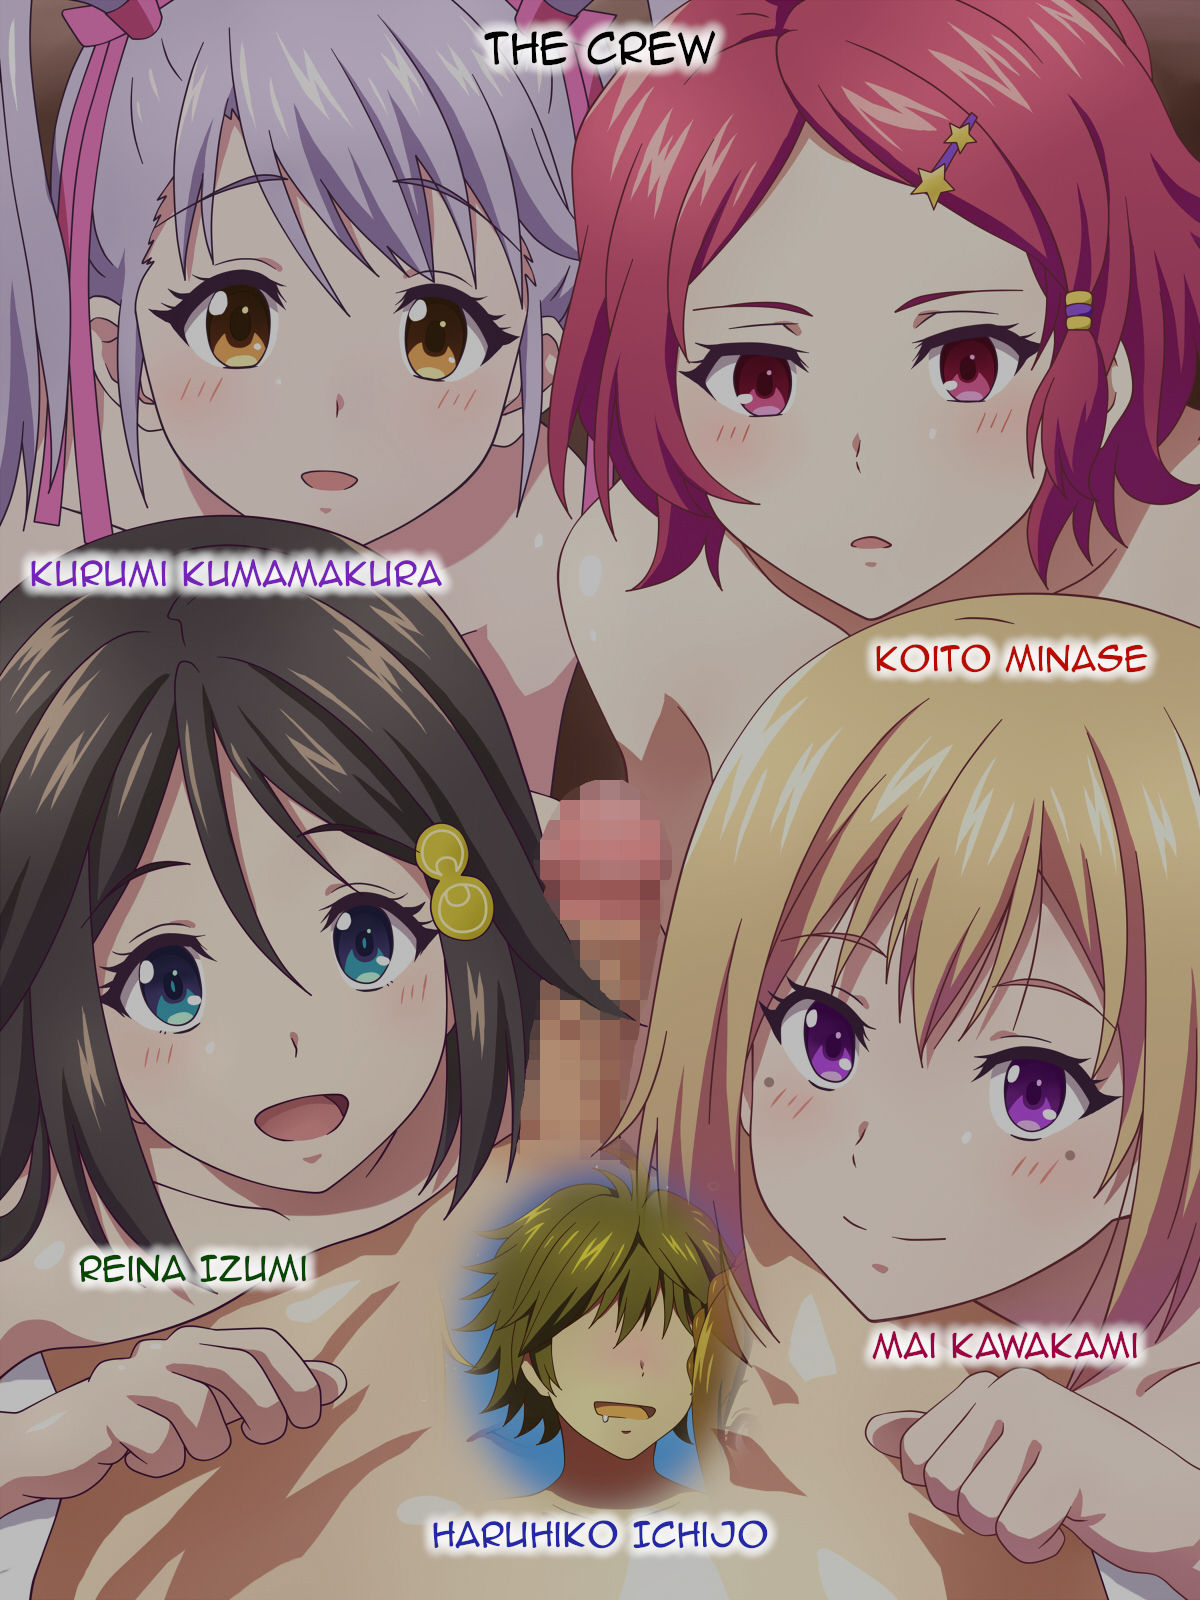 THE CREW
KURUMI KUMAMAKURA
KOITO MINASE
REINA IZUMI
MAI KAWAKAMI
HARUHIKO ICHIJO